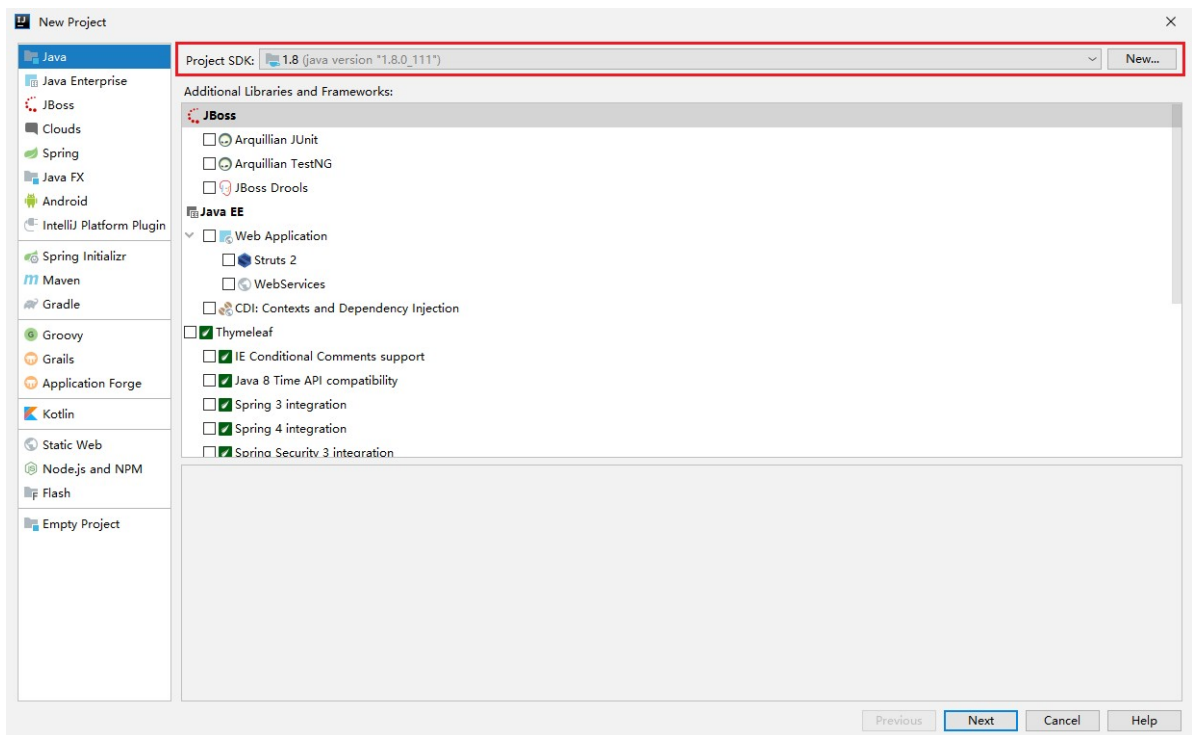 New Project
Java
Java Enterprise
JBoss
Clouds
Spring
Java FX
Android
IntelliJ Platform Plugin
Spring Initializr
Maven
Gradle
Groovy
Grails
Application Forge
Kotlin
Static Web
Node.js and NPM
Flash
Empty Project
Project SDK: 1.8 (java version "1.8.0_111") New...
Additional Libraries and Frameworks:
JBoss
Arquillian JUnit
Arquillian TestNG
JBoss Drools
Java EE
Web Application
Struts 2
WebServices
CDI: Contexts and Dependency Injection
Thymeleaf
IE Conditional Comments support
Java 8 Time API compatibility
Spring 3 integration
Spring 4 integration
Spring Security 3 integration
Previous Next Cancel Help